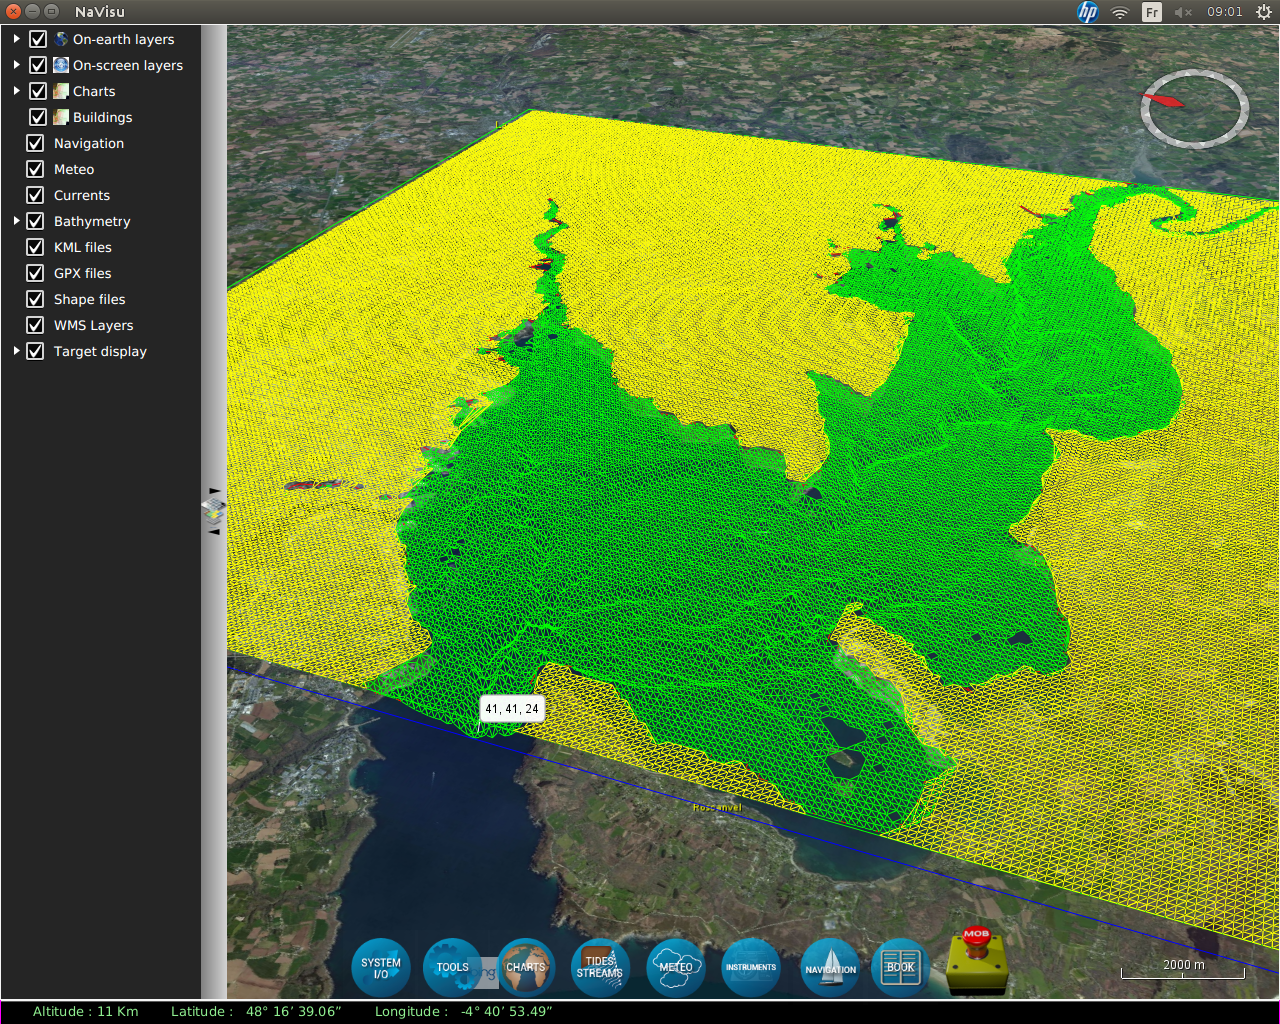 NaVisu
Fr
09:01
On-earth layers
On-screen layers
Charts
Buildings
Navigation
Meteo
Currents
Bathymetry
KML files
GPX files
Shape files
WMS Layers
Target display
41, 41, 24
Roscanvel
SYSTEM
I/O
TOOLS
CHARTS
TIDES
STREAMS
METEO
INSTRUMENTS
NAVIGATION
BOOK
MOB
2000 m
Altitude : 11 Km
Latitude : 48° 16’ 39.06”
Longitude : -4° 40’ 53.49”